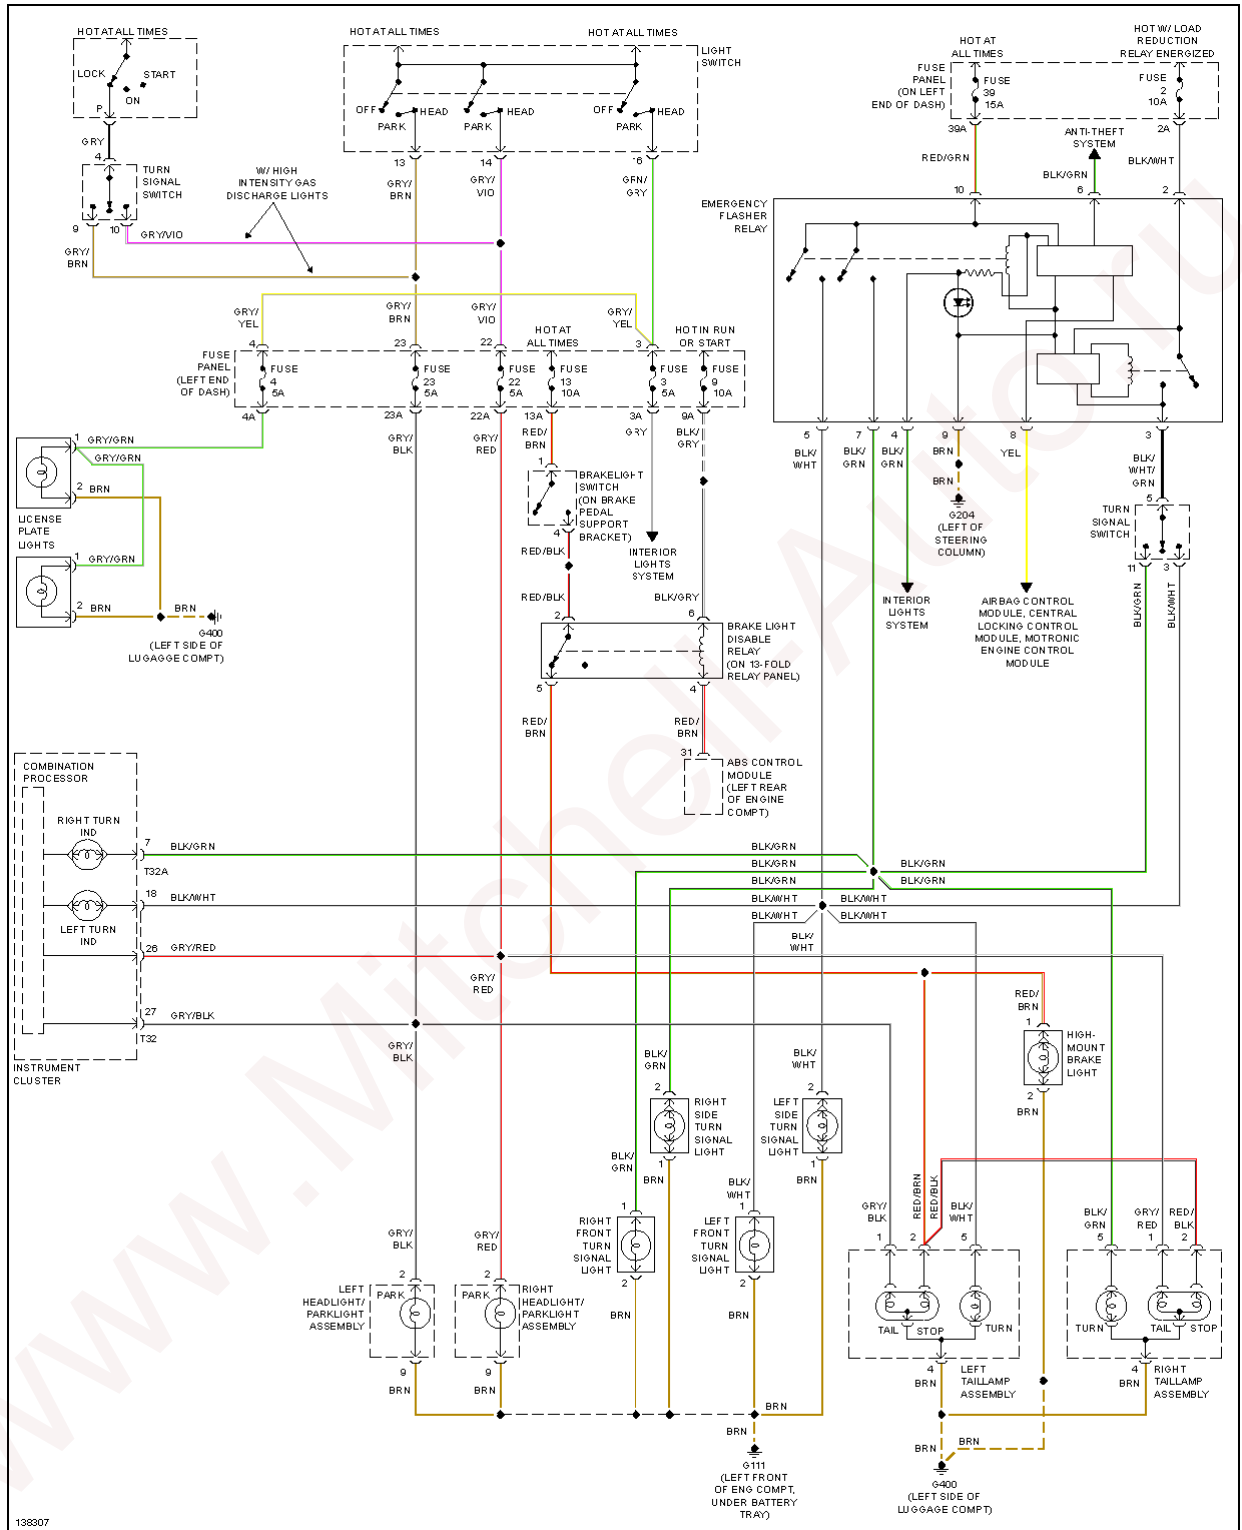 HOT AT ALL TIMES
LOCK
START
ON
P
GRY
4
TURN
SIGNAL
SWITCH
9
10
GRY/VIO
GRY/
BRN
W/ HIGH
INTENSITY GAS
DISCHARGE LIGHTS
HOT AT ALL TIMES
HOT AT ALL TIMES
LIGHT
SWITCH
OFF
HEAD
PARK
HEAD
PARK
OFF
HEAD
PARK
13
14
16
GRY/
BRN
GRY/
VIO
GRN/
GRY
HOT AT
ALL TIMES
HOT W/ LOAD
REDUCTION
RELAY ENERGIZED
FUSE
PANEL
(ON LEFT
END OF DASH)
FUSE
39
15A
FUSE
2
10A
39A
2A
ANTI-THEFT
SYSTEM
RED/GRN
BLK/GRN
BLK/WHT
10
6
2
EMERGENCY
FLASHER
RELAY
5
7
4
9
8
3
BLK/
WHT
BLK/
GRN
BLK/
GRN
BRN
BRN
YEL
BLK/
WHT/
GRN
G204
(LEFT OF
STEERING
COLUMN)
INTERIOR
LIGHTS
SYSTEM
AIRBAG CONTROL
MODULE, CENTRAL
LOCKING CONTROL
MODULE, MOTRONIC
ENGINE CONTROL
MODULE
5
TURN
SIGNAL
SWITCH
11
3
BLK/GRN
BLK/WHT
GRY/
YEL
GRY/
BRN
GRY/
VIO
HOT AT
ALL TIMES
GRY/
YEL
HOT IN RUN
OR START
4
23
22
3
FUSE
PANEL
(LEFT END
OF DASH)
FUSE
4
5A
FUSE
23
5A
FUSE
22
5A
FUSE
13
10A
FUSE
3
5A
FUSE
9
10A
4A
23A
22A
13A
3A
9A
GRY/
BLK
GRY/
RED
RED/
BRN
GRY
BLK/
GRY
1
GRY/GRN
GRY/GRN
2
BRN
LICENSE
PLATE
LIGHTS
1
GRY/GRN
2
BRN
BRN
G400
(LEFT SIDE OF
LUGAGGE COMPT)
1
BRAKELIGHT
SWITCH
(ON BRAKE
PEDAL
SUPPORT
BRACKET)
4
RED/BLK
RED/BLK
INTERIOR
LIGHTS
SYSTEM
BLK/GRY
2
6
BRAKE LIGHT
DISABLE
RELAY
(ON 13-FOLD
RELAY PANEL)
5
4
RED/
BRN
RED/
BRN
31
ABS CONTROL
MODULE
(LEFT REAR
OF ENGINE
COMPT)
COMBINATION
PROCESSOR
RIGHT TURN
IND
7
BLK/GRN
T32A
18
BLK/WHT
LEFT TURN
IND
26
GRY/RED
27
GRY/BLK
T32
INSTRUMENT
CLUSTER
BLK/GRN
BLK/GRN
BLK/GRN
BLK/GRN
BLK/GRN
BLK/WHT
BLK/WHT
BLK/WHT
BLK/WHT
BLK/
WHT
GRY/
RED
GRY/
BLK
RED/
BRN
1
HIGH-
MOUNT
BRAKE
LIGHT
2
BRN
BLK/
GRN
BLK/
WHT
2
RIGHT
SIDE
TURN
SIGNAL
LIGHT
1
BRN
2
LEFT
SIDE
TURN
SIGNAL
LIGHT
1
BRN
BLK/
GRN
1
RIGHT
FRONT
TURN
SIGNAL
LIGHT
2
BRN
BLK/
WHT
1
LEFT
FRONT
TURN
SIGNAL
LIGHT
2
BRN
GRY/
BLK
2
LEFT
HEADLIGHT/
PARKLIGHT
ASSEMBLY
PARK
9
BRN
GRY/
RED
2
RIGHT
HEADLIGHT/
PARKLIGHT
ASSEMBLY
PARK
9
BRN
BRN
BRN
G111
(LEFT FRONT
OF ENG COMPT,
UNDER BATTERY
TRAY)
GRY/
BLK
RED/BRN
RED/BLK
BLK/
WHT
1
2
5
TAIL
STOP
TURN
4
BRN
LEFT
TAILLAMP
ASSEMBLY
BLK/
GRN
GRY/
RED
RED/
BLK
5
1
2
TURN
TAIL
STOP
4
BRN
RIGHT
TAILLAMP
ASSEMBLY
BRN
BRN
G400
(LEFT SIDE OF
LUGGAGE COMPT)
138307
www.Mitchell-Auto.ru